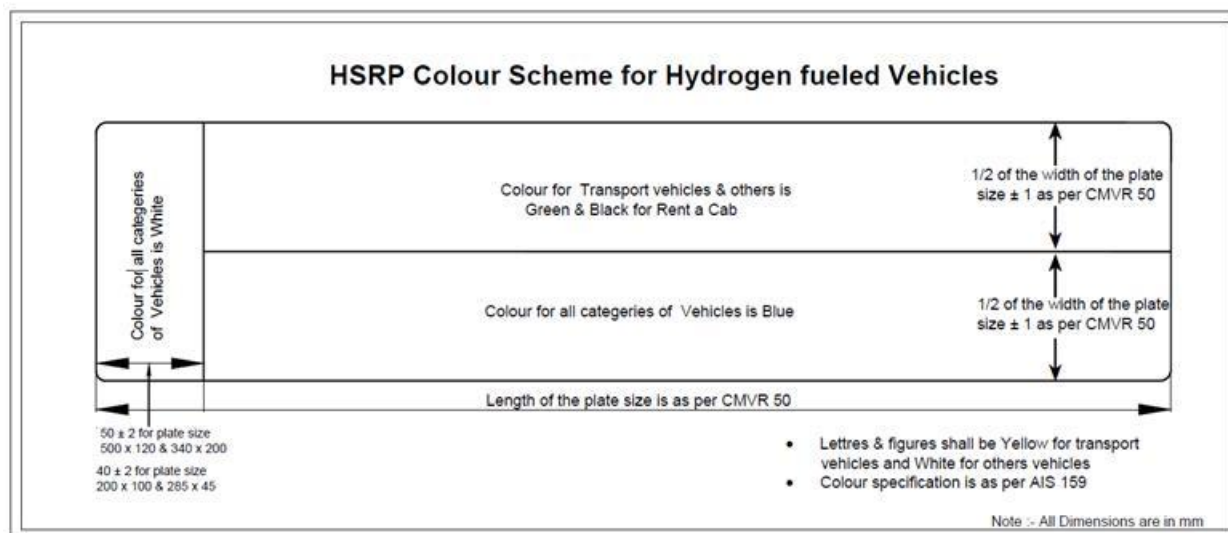 HSRP Colour Scheme for Hydrogen fueled Vehicles
Colour for all categeries
of Vehicles is White
Colour for Transport vehicles & others is
Green & Black for Rent a Cab
1/2 of the width of the plate
size ± 1 as per CMVR 50
Colour for all categeries of Vehicles is Blue
1/2 of the width of the plate
size ± 1 as per CMVR 50
Length of the plate size is as per CMVR 50
50 ± 2 for plate size
500 x 120 & 340 x 200
40 ± 2 for plate size
200 x 100 & 285 x 45
• Lettres & figures shall be Yellow for transport
vehicles and White for others vehicles
• Colour specification is as per AIS 159
Note :- All Dimensions are in mm